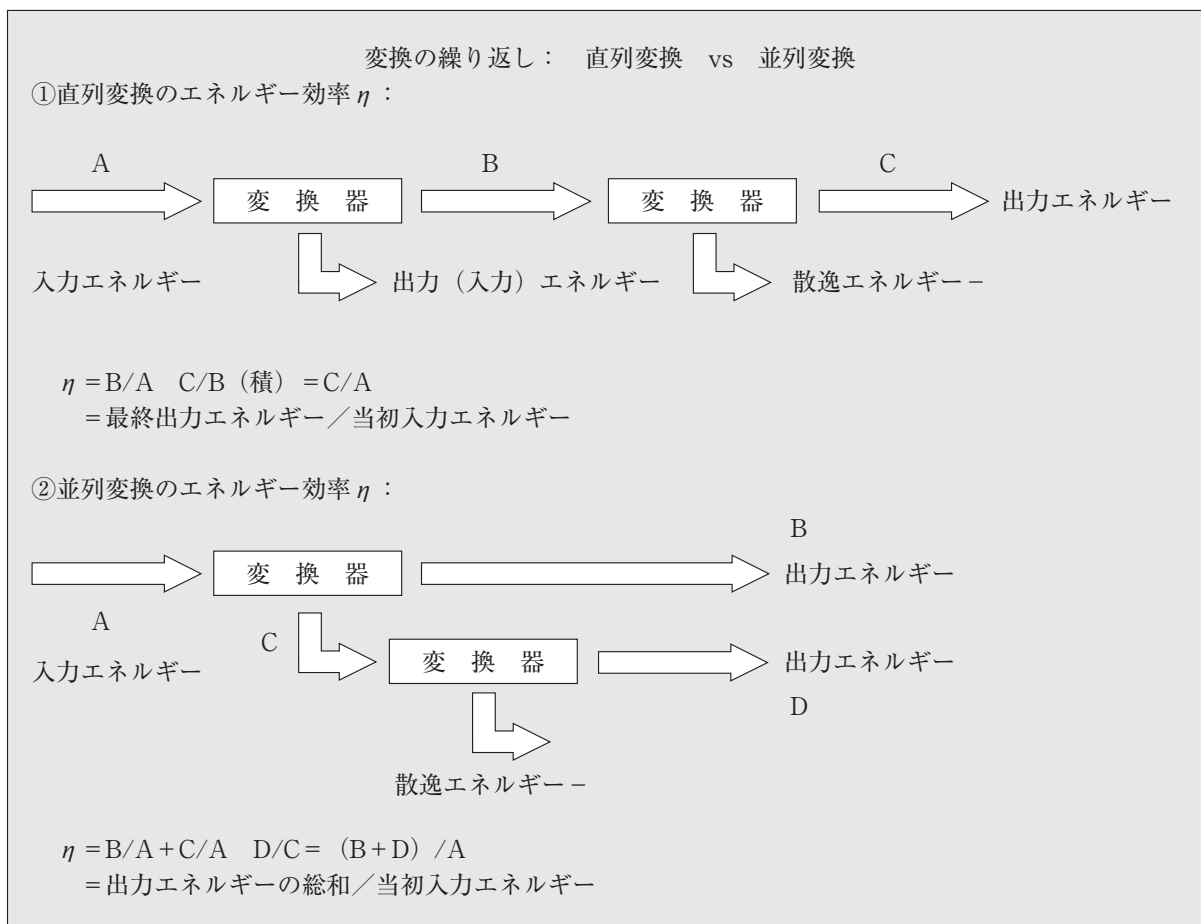 変換の繰り返し： 直列変換 vs 並列変換
①直列変換のエネルギー効率η：
A B C
変 換 器 変 換 器 出力エネルギー
入力エネルギー 出力（入力）エネルギー 散逸エネルギー－
η＝B/A C/B（積）＝C/A
＝最終出力エネルギー／当初入力エネルギー
②並列変換のエネルギー効率η：
B
変 換 器 出力エネルギー
A
C
入力エネルギー 変 換 器 出力エネルギー
D
散逸エネルギー－
η＝B/A＋C/A D/C＝（B＋D）/A
＝出力エネルギーの総和／当初入力エネルギー